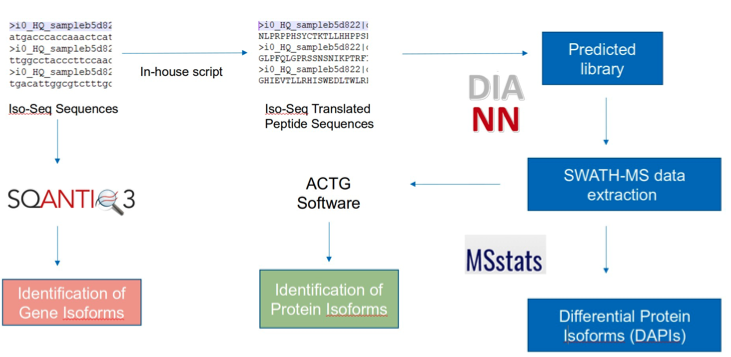 >i0_HQ_sampleb5d82
atgacccaccaaactcat
>i0_HQ_sampleb5d82
ttggcctacccttccaac
>i0_HQ_sampleb5d82
tgacattggcgtctttgc
Iso-Seq Sequences
In-house script
>i0_HQ_sampleb5d822|
NLPRPPHSYCTKTLLHHPPS
>i0_HQ_sampleb5d822|
GLPFQLGPRSSNSNIKPTRF
>i0_HQ_sampleb5d822|
GHIEVTLLRHISWEDLTWLR
Iso-Seq Translated
Peptide Sequences
DIA
NN
Predicted
library
SQANTI3
ACTG
Software
SWATH-MS data
extraction
MSstats
Identification of
Gene Isoforms
Identification of
Protein Isoforms
Differential Protein
Isoforms (DAPIs)